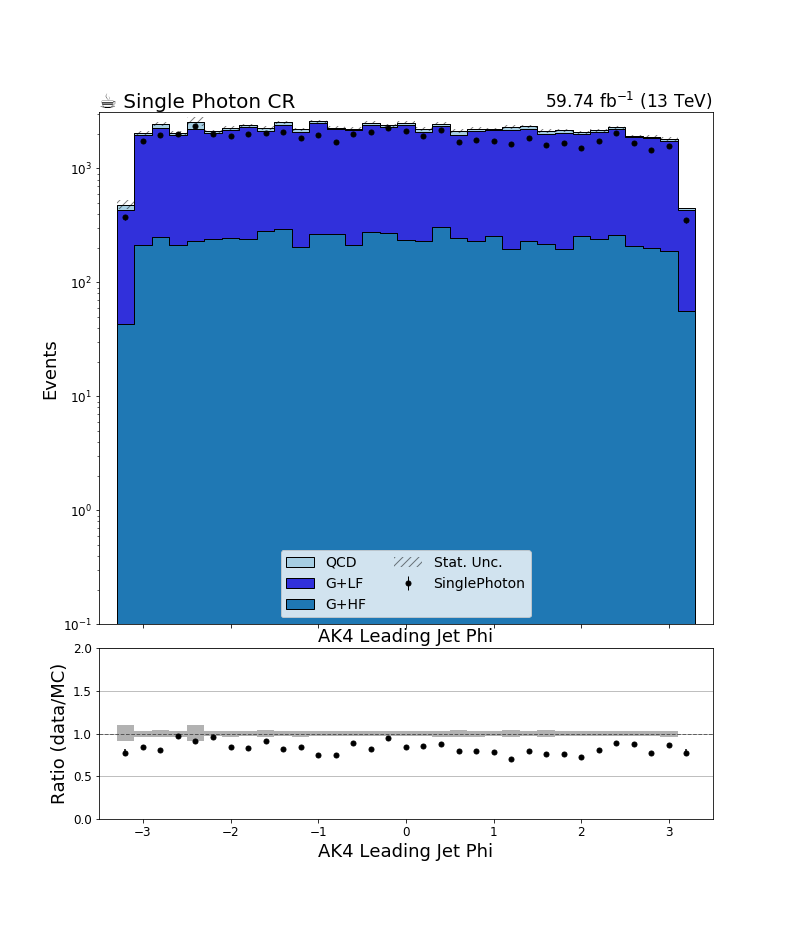 ☕ Single Photon CR
59.74 fb⁻¹ (13 TeV)
10³
10²
10¹
10⁰
10⁻¹
Events
QCD
G+LF
G+HF
Stat. Unc.
SinglePhoton
AK4 Leading Jet Phi
2.0
1.5
1.0
0.5
0.0
Ratio (data/MC)
−3 −2 −1 0 1 2 3
AK4 Leading Jet Phi